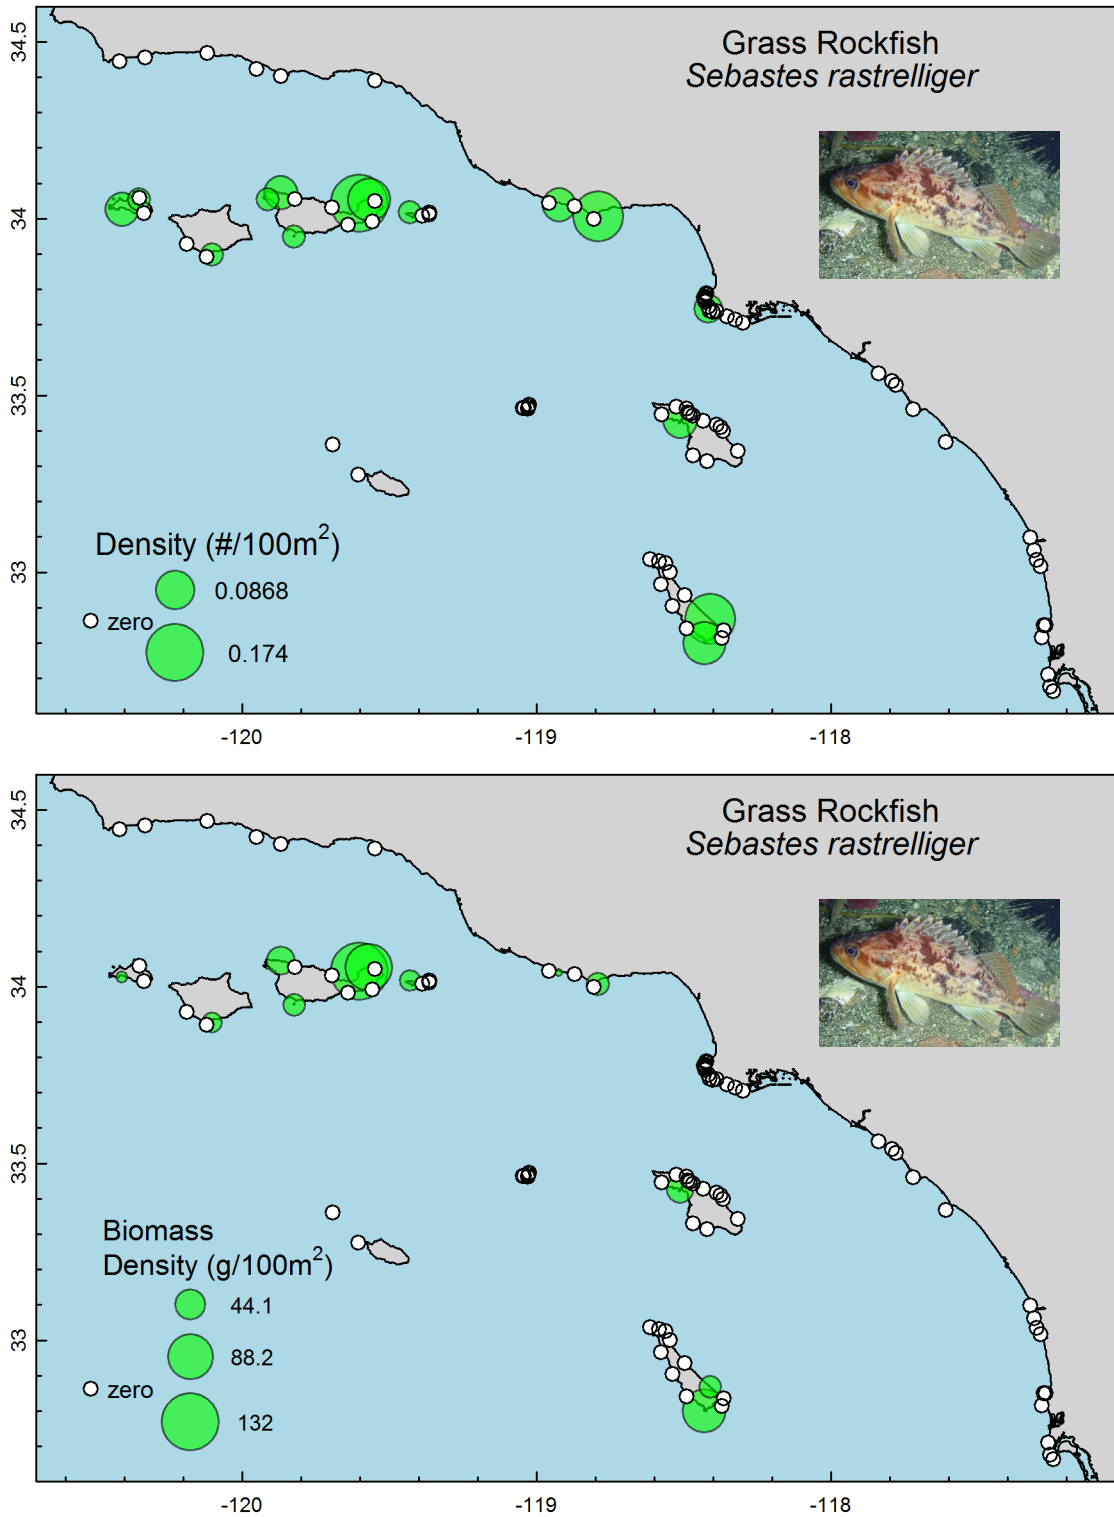 Grass Rockfish
Sebastes rastrelliger
34.5
34
33.5
33
Density (#/100m2)
0.0868
zero
0.174
-120
-119
-118
Grass Rockfish
Sebastes rastrelliger
34.5
34
33.5
33
Biomass
Density (g/100m2)
44.1
88.2
zero
132
-120
-119
-118